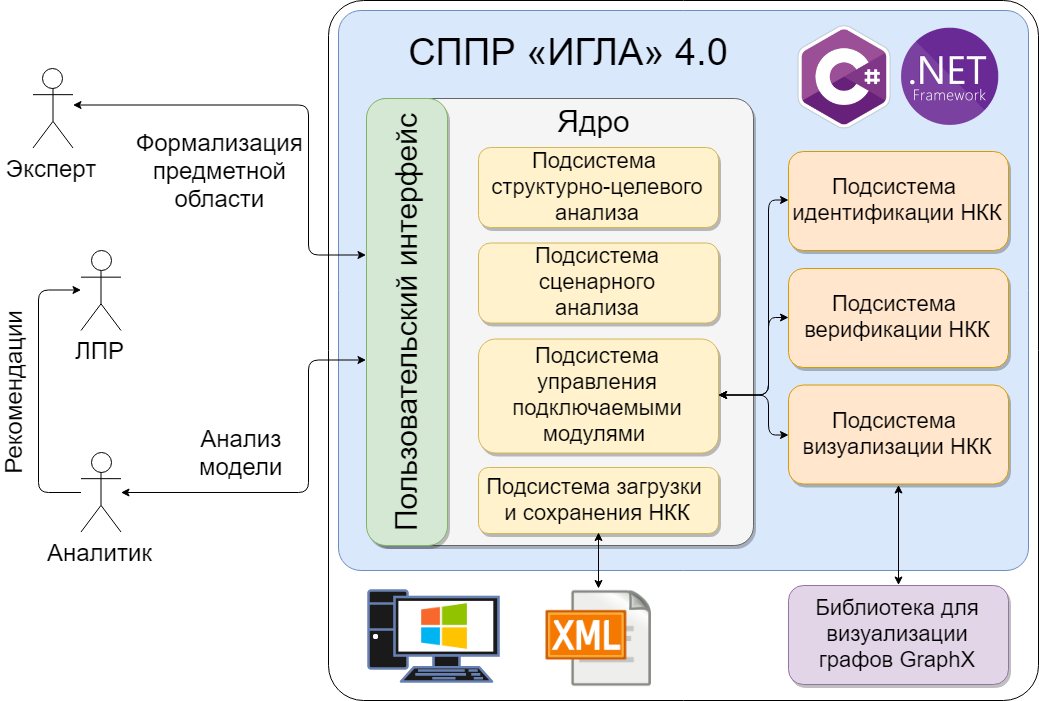 СППР «ИГЛА» 4.0
C#
.NET
Framework
Эксперт
Формализация
предметной
области
Рекомендации
ЛПР
Анализ
модели
Аналитик
Пользовательский интерфейс
Ядро
Подсистема
структурно-целевого
анализа
Подсистема
сценарного
анализа
Подсистема
управления
подключаемыми
модулями
Подсистема загрузки
и сохранения НКК
Подсистема
идентификации НКК
Подсистема
верификации НКК
Подсистема
визуализации НКК
XML
Библиотека для
визуализации
графов GraphX